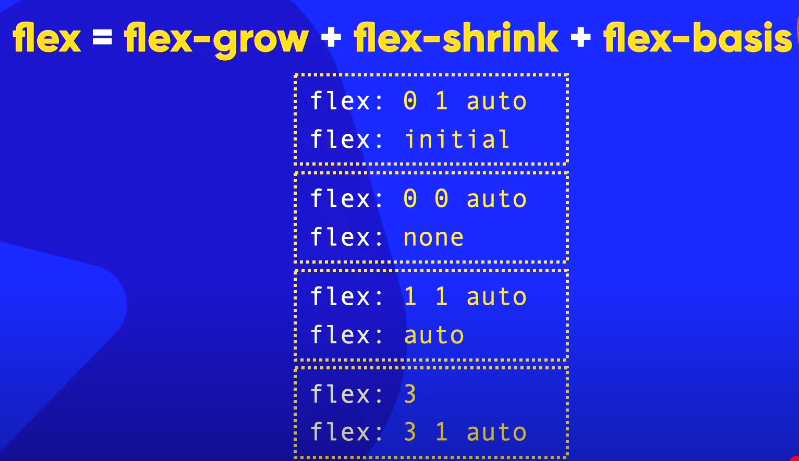 flex = flex-grow + flex-shrink + flex-basis
flex: 0 1 auto
flex: initial
flex: 0 0 auto
flex: none
flex: 1 1 auto
flex: auto
flex: 3
flex: 3 1 auto